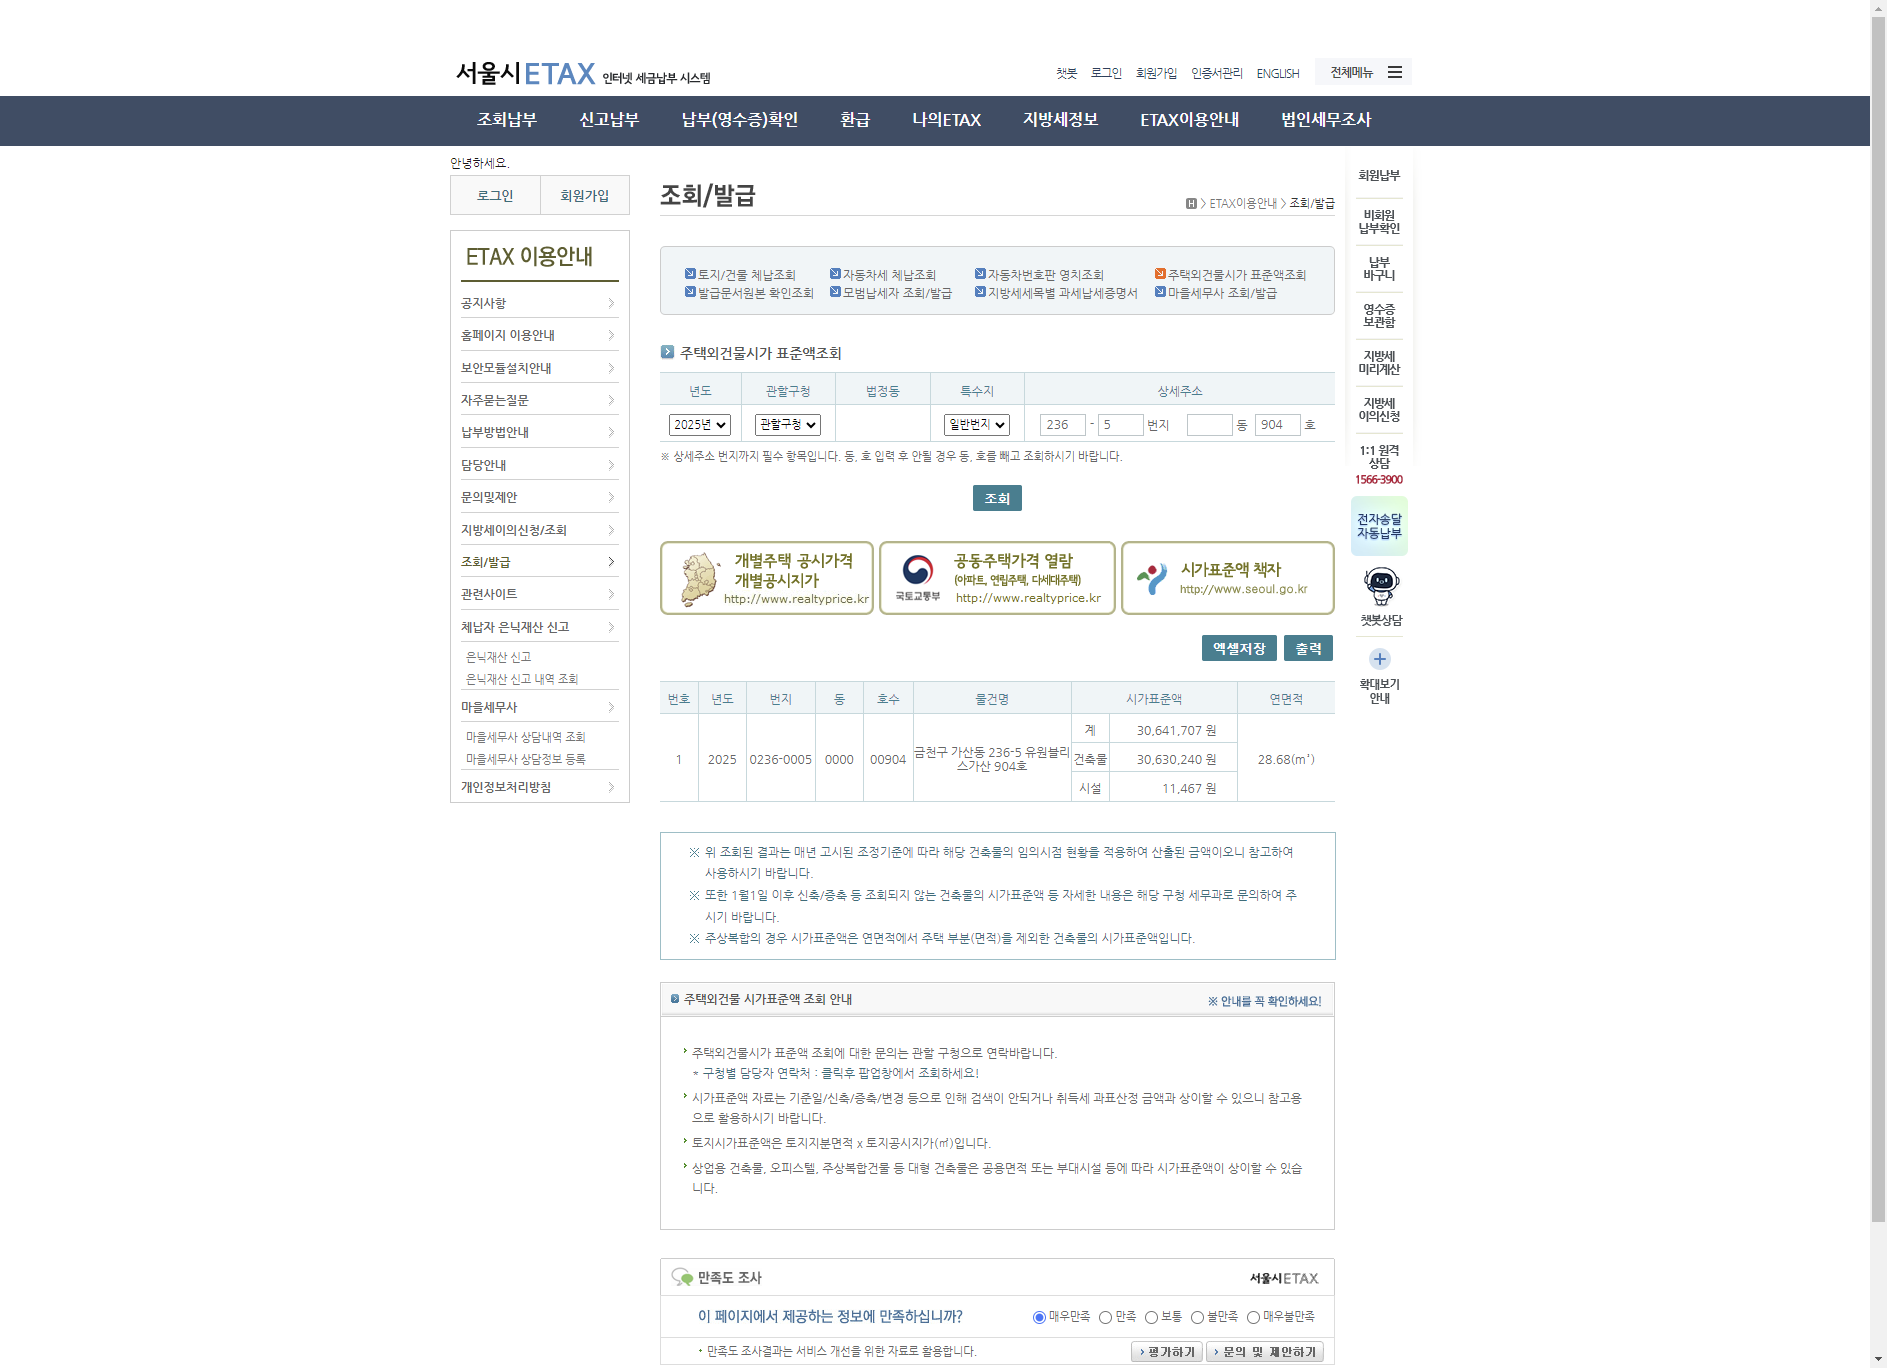 서울시 ETAX 인터넷 세금납부 시스템
챗봇 로그인 회원가입 인증서관리 ENGLISH 전체메뉴
조회납부 신고납부 납부(영수증)확인 환급 나의ETAX 지방세정보 ETAX이용안내 법인세무조사
안녕하세요.
로그인 회원가입
ETAX 이용안내
공지사항
홈페이지 이용안내
보안모듈설치안내
자주묻는질문
납부방법안내
담당안내
문의및제안
지방세이의신청/조회
조회/발급
관련사이트
체납자 은닉재산 신고
은닉재산 신고
은닉재산 신고 내역 조회
마을세무사
마을세무사 상담내역 조회
마을세무사 상담정보 등록
개인정보처리방침
조회/발급
H > ETAX이용안내 > 조회/발급
토지/건물 체납조회 자동차세 체납조회 자동차번호판 영치조회 주택외건물시가 표준액조회
발급문서원본 확인조회 모범납세자 조회/발급 지방세세목별 과세납세증명서 마을세무사 조회/발급
주택외건물시가 표준액조회
년도 관할구청 법정동 특수지 상세주소
2025년 관할구청 일반번지 236 - 5 번지 동 904 호
※ 상세주소 번지까지 필수 항목입니다. 동, 호 입력 후 안될 경우 동, 호를 빼고 조회하시기 바랍니다.
조회
개별주택 공시가격
개별공시지가
http://www.realtyprice.kr
국토교통부
공동주택가격 열람
(아파트, 연립주택, 다세대주택)
http://www.realtyprice.kr
시가표준액 책자
http://www.seoul.go.kr
엑셀저장 출력
번호 년도 번지 동 호수 물건명 시가표준액 연면적
1 2025 0236-0005 0000 00904 금천구 가산동 236-5 유원블리
스가산 904호
계 30,641,707 원
건축물 30,630,240 원
시설 11,467 원
28.68(m²)
※ 위 조회된 결과는 매년 고시된 조정기준에 따라 해당 건축물의 임의시점 현황을 적용하여 산출된 금액이오니 참고하여
사용하시기 바랍니다.
※ 또한 1월1일 이후 신축/증축 등 조회되지 않는 건축물의 시가표준액 등 자세한 내용은 해당 구청 세무과로 문의하여 주
시기 바랍니다.
※ 주상복합의 경우 시가표준액은 연면적에서 주택 부분(면적)을 제외한 건축물의 시가표준액입니다.
주택외건물 시가표준액 조회 안내
※ 안내를 꼭 확인하세요!
주택외건물시가 표준액 조회에 대한 문의는 관할 구청으로 연락바랍니다.
* 구청별 담당자 연락처 : 클릭후 팝업창에서 조회하세요!
시가표준액 자료는 기준일/신축/증축/변경 등으로 인해 검색이 안되거나 취득세 과표산정 금액과 상이할 수 있으니 참고용
으로 활용하시기 바랍니다.
토지시가표준액은 토지지분면적 x 토지공시지가(㎡)입니다.
상업용 건축물, 오피스텔, 주상복합건물 등 대형 건축물은 공용면적 또는 부대시설 등에 따라 시가표준액이 상이할 수 있습
니다.
만족도 조사
서울시ETAX
이 페이지에서 제공하는 정보에 만족하십니까?
매우만족 만족 보통 불만족 매우불만족
만족도 조사결과는 서비스 개선을 위한 자료로 활용합니다.
평가하기 문의 및 제안하기
회원납부
비회원
납부확인
납부
바구니
영수증
보관함
지방세
미리계산
지방세
이의신청
1:1 원격
상담
1566-3900
전자송달
자동납부
챗봇상담
확대보기
안내